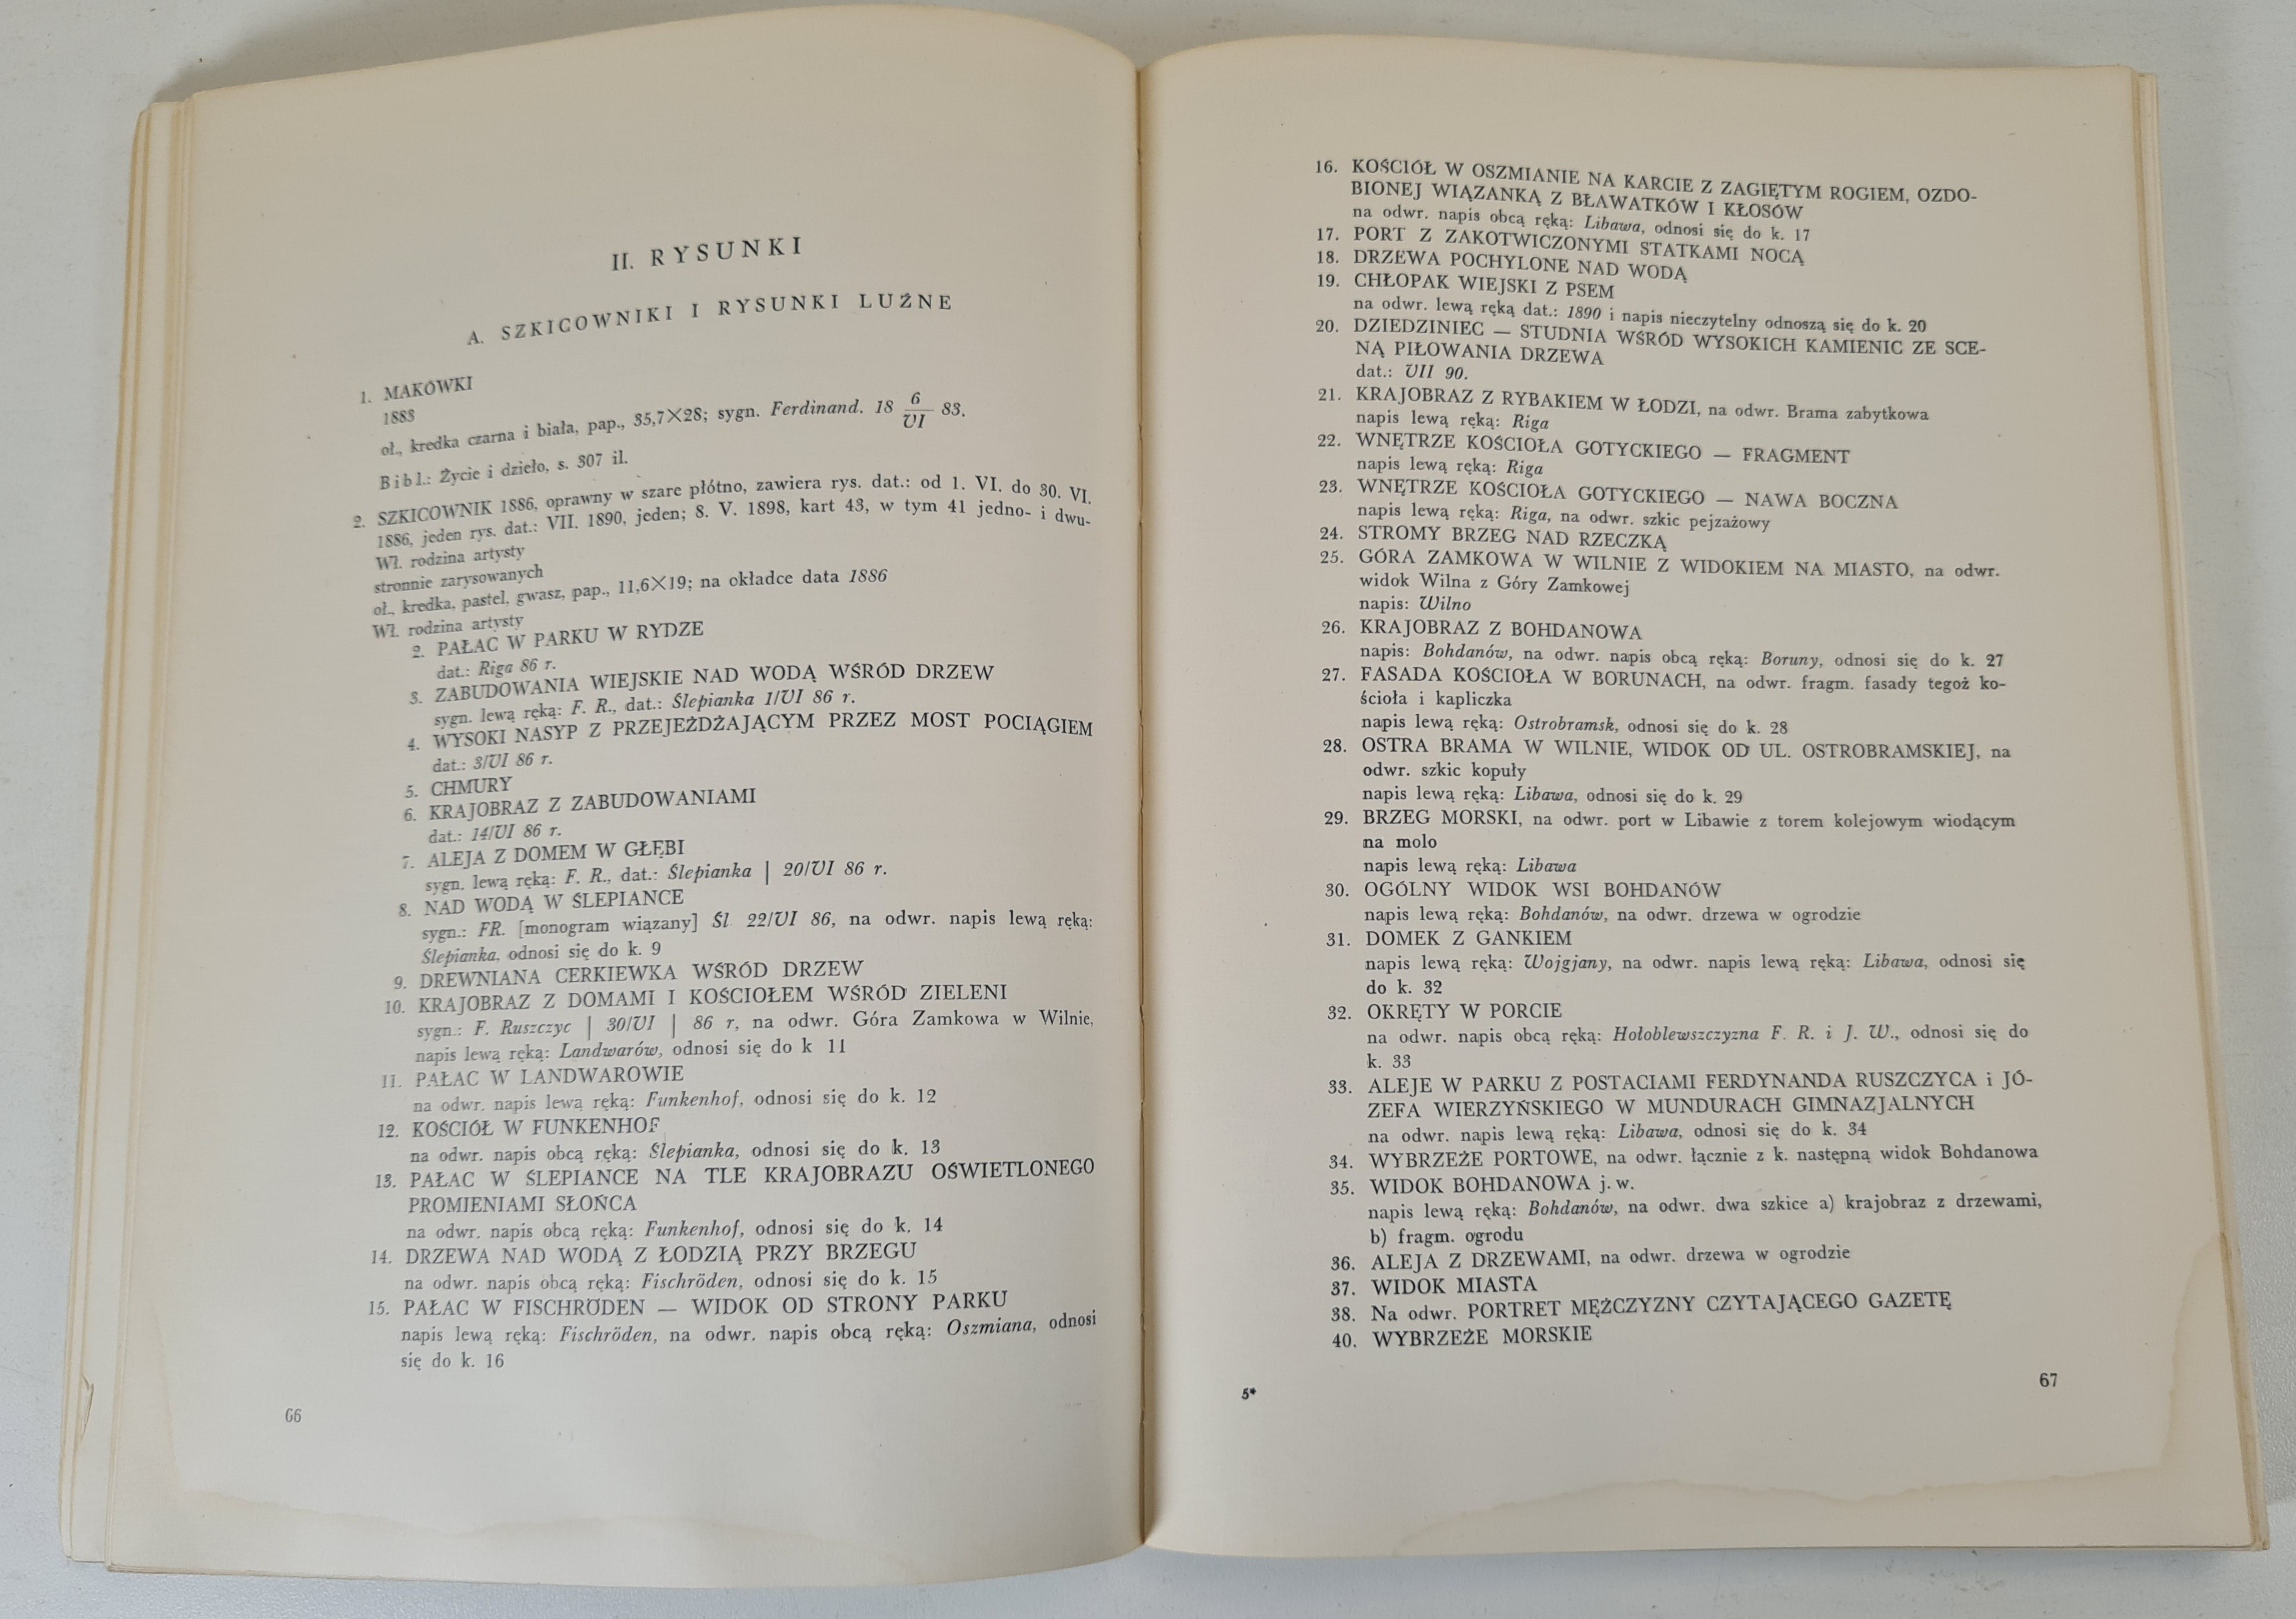 II. RYSUNKI
A. SZKICOWNIKI I RYSUNKI LUŹNE
1. MAKÓWKI
1883
oł., kredka czarna i biała, pap., 35,7×28; sygn. Ferdinand. 18 6/VI 83.
Bibl.: Życie i dzieło, s. 307 il.
2. SZKICOWNIK 1886, oprawny w szare płótno, zawiera rys. dat.: od 1. VI. do 30. VI.
1886, jeden rys. dat.: VII. 1890, jeden; 8. V. 1898, kart 43, w tym 41 jedno- i dwu-
Wł. rodzina artysty
stronnie zarysowanych
oł., kredka, pastel, gwasz, pap., 11,6×19; na okładce data 1886
Wł. rodzina artysty
2. PAŁAC W PARKU W RYDZE
dat.: Riga 86 r.
3. ZABUDOWANIA WIEJSKIE NAD WODĄ WŚRÓD DRZEW
sygn. lewą ręką: F. R., dat.: Ślepianka 1/VI 86 r.
4. WYSOKI NASYP Z PRZEJEŻDŻAJĄCYM PRZEZ MOST POCIĄGIEM
dat.: 3/VI 86 r.
5. CHMURY
6. KRAJOBRAZ Z ZABUDOWANIAMI
dat.: 14/VI 86 r.
7. ALEJA Z DOMEM W GŁĘBI
sygn. lewą ręką: F. R., dat.: Ślepianka | 20/VI 86 r.
8. NAD WODĄ W ŚLEPIANCE
sygn.: FR. [monogram wiązany] Śl 22/VI 86, na odwr. napis lewą ręką:
Ślepianka, odnosi się do k. 9
9. DREWNIANA CERKIEWKA WŚRÓD DRZEW
10. KRAJOBRAZ Z DOMAMI I KOŚCIOŁEM WŚRÓD ZIELENI
sygn.: F. Ruszczyc | 30/VI | 86 r, na odwr. Góra Zamkowa w Wilnie,
napis lewą ręką: Landwarów, odnosi się do k 11
11. PAŁAC W LANDWAROWIE
na odwr. napis lewą ręką: Funkenhof, odnosi się do k. 12
12. KOŚCIÓŁ W FUNKENHOF
na odwr. napis obcą ręką: Ślepianka, odnosi się do k. 13
13. PAŁAC W ŚLEPIANCE NA TLE KRAJOBRAZU OŚWIETLONEGO
PROMIENIAMI SŁOŃCA
na odwr. napis obcą ręką: Funkenhof, odnosi się do k. 14
14. DRZEWA NAD WODĄ Z ŁODZIĄ PRZY BRZEGU
na odwr. napis obcą ręką: Fischröden, odnosi się do k. 15
15. PAŁAC W FISCHRÖDEN — WIDOK OD STRONY PARKU
napis lewą ręką: Fischröden, na odwr. napis obcą ręką: Oszmiana, odnosi
się do k. 16
66
16. KOŚCIÓŁ W OSZMIANIE NA KARCIE Z ZAGIĘTYM ROGIEM, OZDO-
BIONEJ WIĄZANKĄ Z BŁAWATKÓW I KŁOSÓW
na odwr. napis obcą ręką: Libawa, odnosi się do k. 17
17. PORT Z ZAKOTWICZONYMI STATKAMI NOCĄ
18. DRZEWA POCHYLONE NAD WODĄ
19. CHŁOPAK WIEJSKI Z PSEM
na odwr. lewą ręką dat.: 1890 i napis nieczytelny odnoszą się do k. 20
20. DZIEDZINIEC — STUDNIA WŚRÓD WYSOKICH KAMIENIC ZE SCE-
NĄ PIŁOWANIA DRZEWA
dat.: VII 90.
21. KRAJOBRAZ Z RYBAKIEM W ŁODZI, na odwr. Brama zabytkowa
napis lewą ręką: Riga
22. WNĘTRZE KOŚCIOŁA GOTYCKIEGO — FRAGMENT
napis lewą ręką: Riga
23. WNĘTRZE KOŚCIOŁA GOTYCKIEGO — NAWA BOCZNA
napis lewą ręką: Riga, na odwr. szkic pejzażowy
24. STROMY BRZEG NAD RZECZKĄ
25. GÓRA ZAMKOWA W WILNIE Z WIDOKIEM NA MIASTO, na odwr.
widok Wilna z Góry Zamkowej
napis: Wilno
26. KRAJOBRAZ Z BOHDANOWA
napis: Bohdanów, na odwr. napis obcą ręką: Boruny, odnosi się do k. 27
27. FASADA KOŚCIOŁA W BORUNACH, na odwr. fragm. fasady tegoż ko-
ścioła i kapliczka
napis lewą ręką: Ostrobramsk, odnosi się do k. 28
28. OSTRA BRAMA W WILNIE, WIDOK OD UL. OSTROBRAMSKIEJ, na
odwr. szkic kopuły
napis lewą ręką: Libawa, odnosi się do k. 29
29. BRZEG MORSKI, na odwr. port w Libawie z torem kolejowym wiodącym
na molo
napis lewą ręką: Libawa
30. OGÓLNY WIDOK WSI BOHDANÓW
napis lewą ręką: Bohdanów, na odwr. drzewa w ogrodzie
31. DOMEK Z GANKIEM
napis lewą ręką: Wojgjany, na odwr. napis lewą ręką: Libawa, odnosi się
do k. 32
32. OKRĘTY W PORCIE
na odwr. napis obcą ręką: Hołoblewszczyzna F. R. i J. W., odnosi się do
k. 33
33. ALEJE W PARKU Z POSTACIAMI FERDYNANDA RUSZCZYCA i JÓ-
ZEFA WIERZYŃSKIEGO W MUNDURACH GIMNAZJALNYCH
na odwr. napis lewą ręką: Libawa, odnosi się do k. 34
34. WYBRZEŻE PORTOWE, na odwr. łącznie z k. następną widok Bohdanowa
35. WIDOK BOHDANOWA j. w.
napis lewą ręką: Bohdanów, na odwr. dwa szkice a) krajobraz z drzewami,
b) fragm. ogrodu
36. ALEJA Z DRZEWAMI, na odwr. drzewa w ogrodzie
37. WIDOK MIASTA
38. Na odwr. PORTRET MĘŻCZYZNY CZYTAJĄCEGO GAZETĘ
40. WYBRZEŻE MORSKIE
5*
67